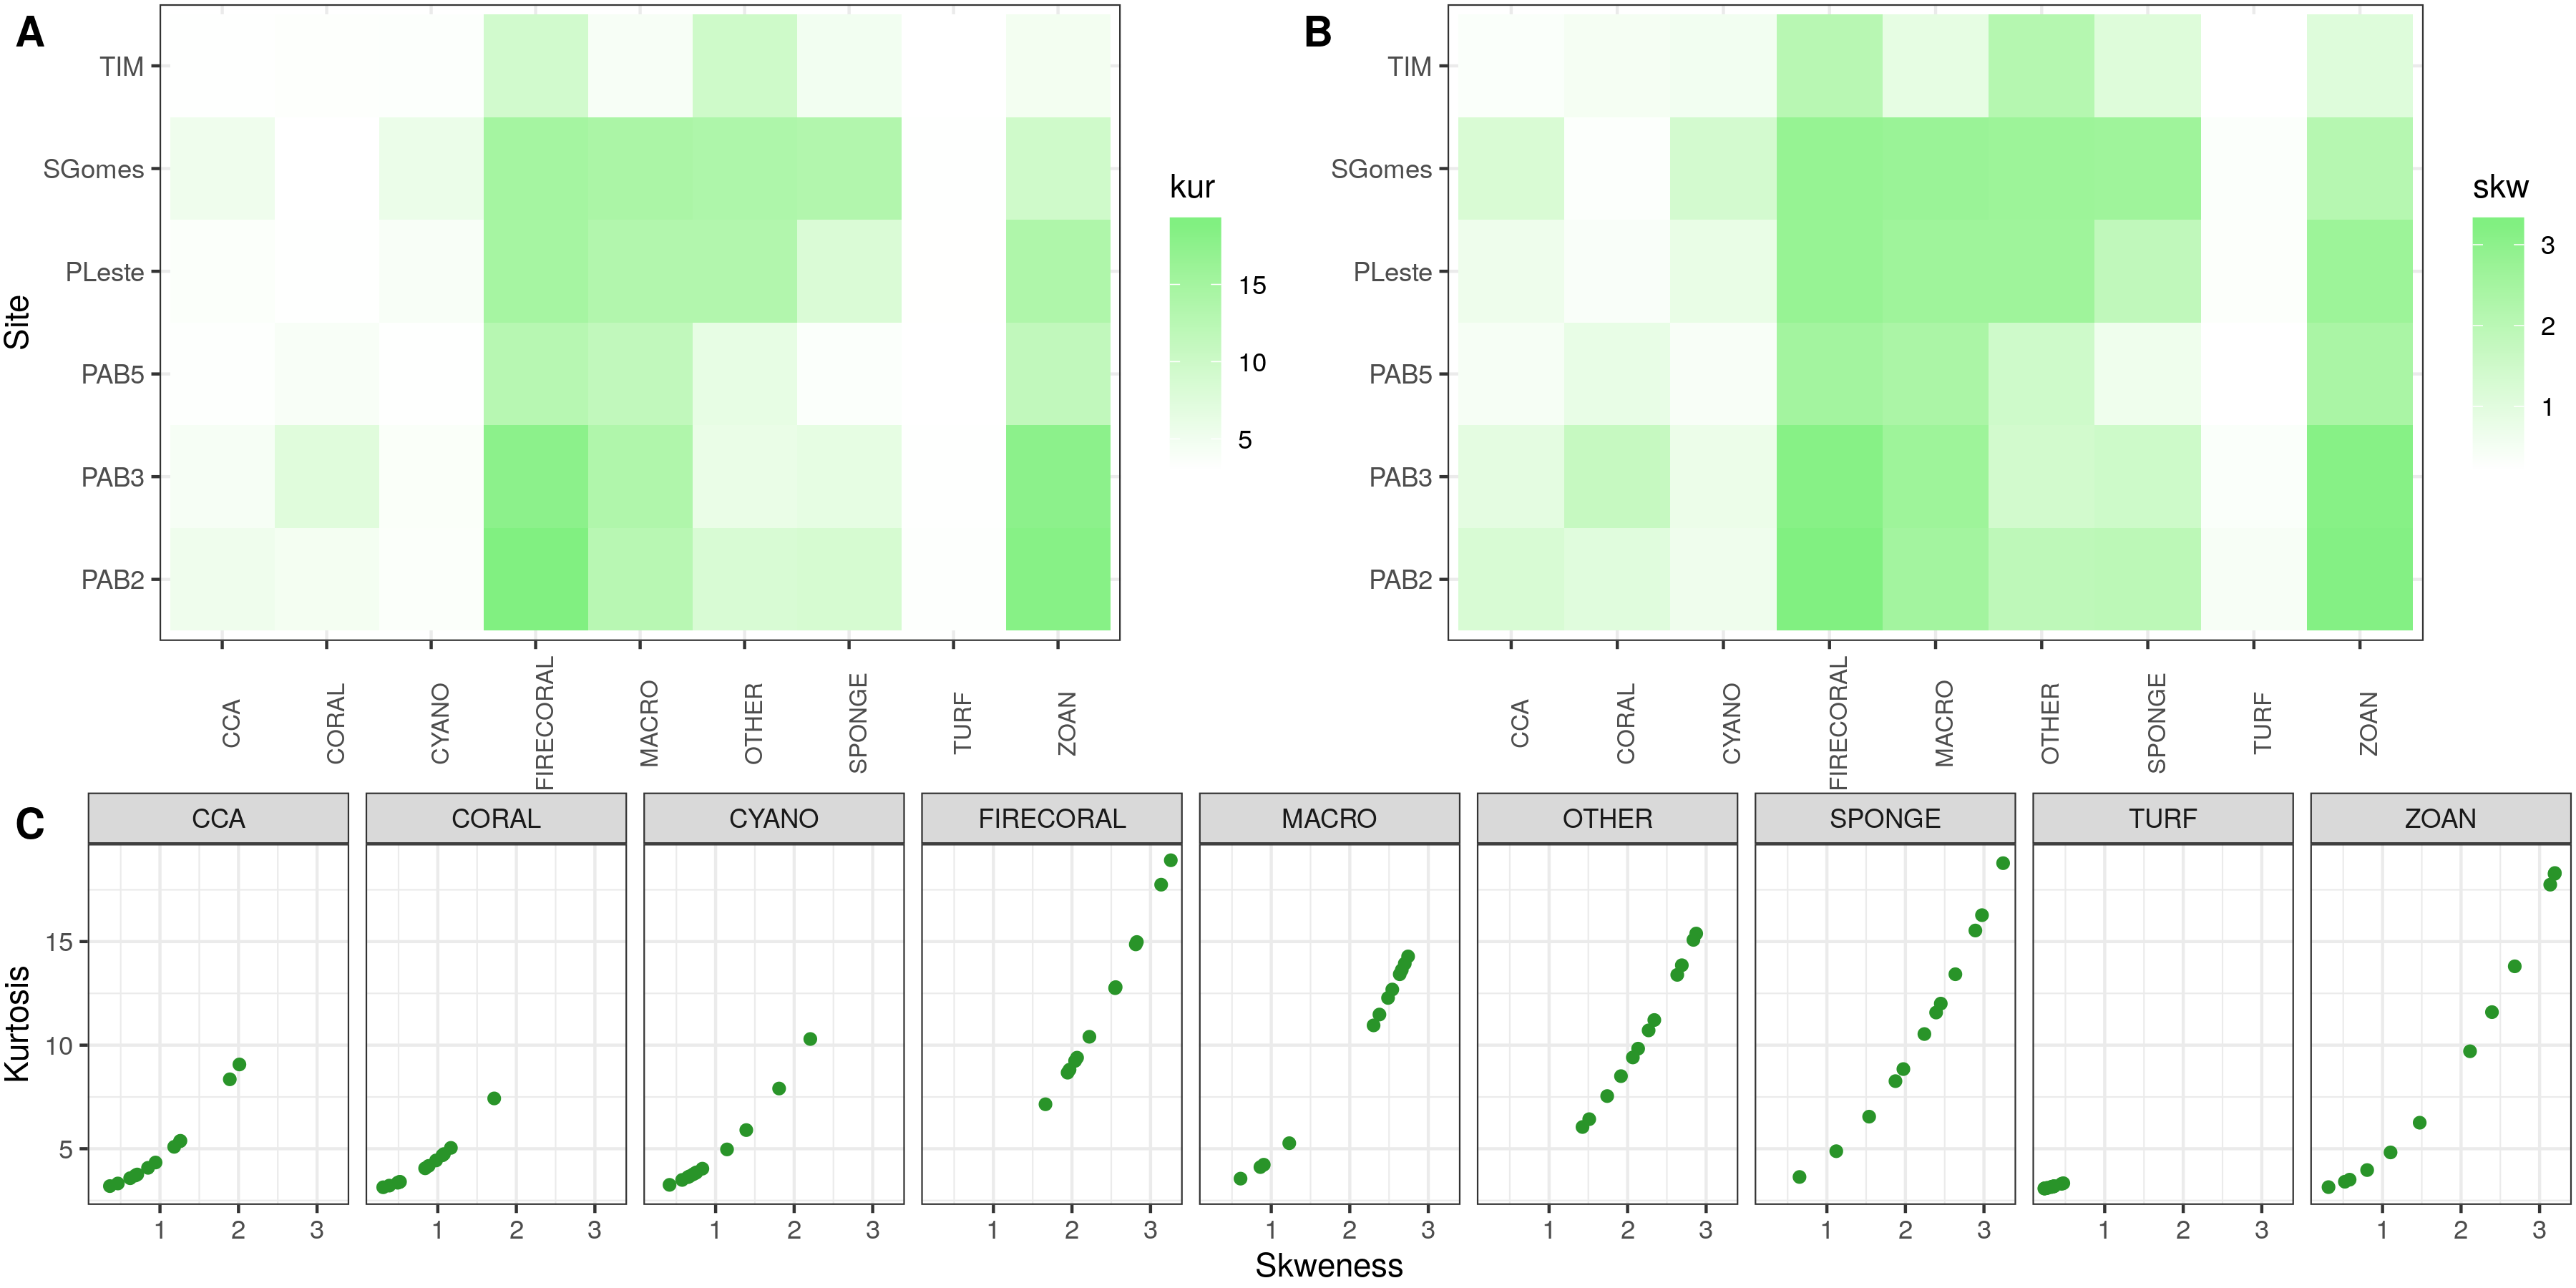 A
Site
TIM
SGomes
PLeste
PAB5
PAB3
PAB2
CCA
CORAL
CYANO
FIRECORAL
MACRO
OTHER
SPONGE
TURF
ZOAN
kur
15
10
5
B
TIM
SGomes
PLeste
PAB5
PAB3
PAB2
CCA
CORAL
CYANO
FIRECORAL
MACRO
OTHER
SPONGE
TURF
ZOAN
skw
3
2
1
C
CCA CORAL CYANO FIRECORAL MACRO OTHER SPONGE TURF ZOAN
Kurtosis
15
10
5
1 2 3 1 2 3 1 2 3 1 2 3 1 2 3 1 2 3 1 2 3 1 2 3 1 2 3
Skweness